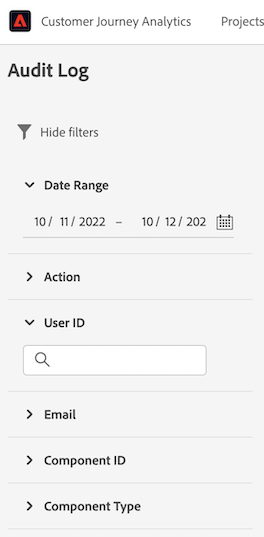 Customer Journey Analytics Projects
Audit Log
Hide filters
Date Range
10 / 11 / 2022 – 10 / 12 / 202
Action
User ID
Email
Component ID
Component Type